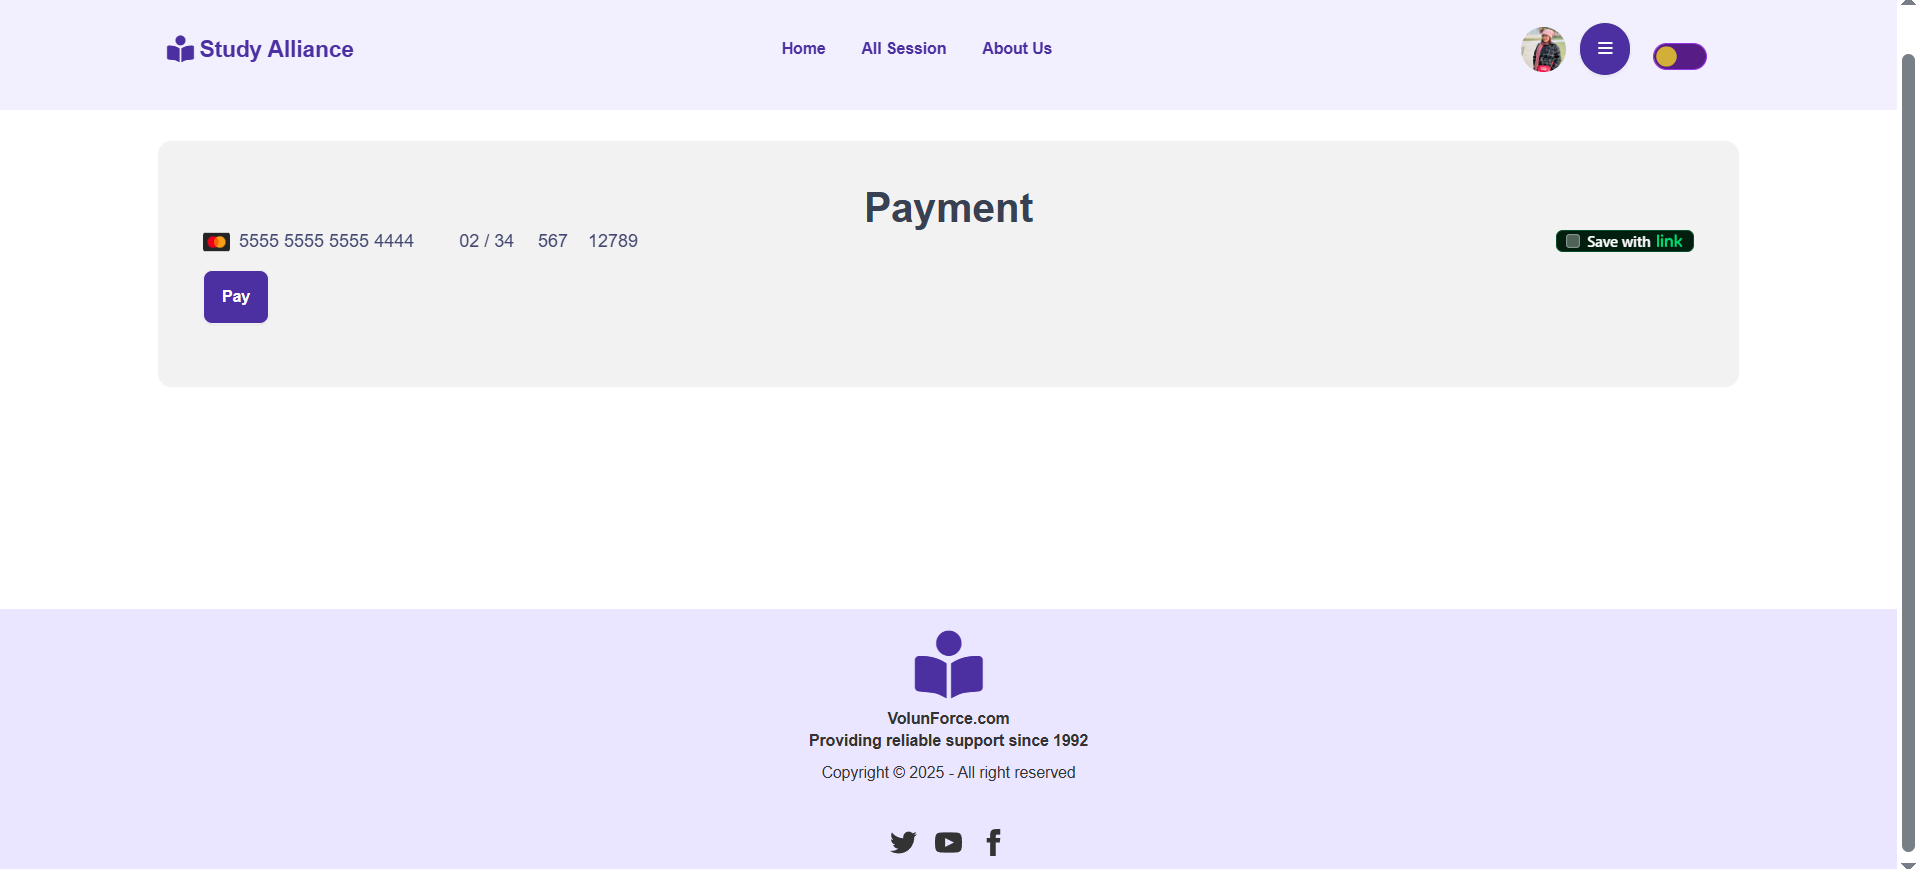 Study Alliance
Home
All Session
About Us
Payment
5555 5555 5555 4444 02 / 34 567 12789
Save with link
Pay
VolunForce.com
Providing reliable support since 1992
Copyright © 2025 - All right reserved